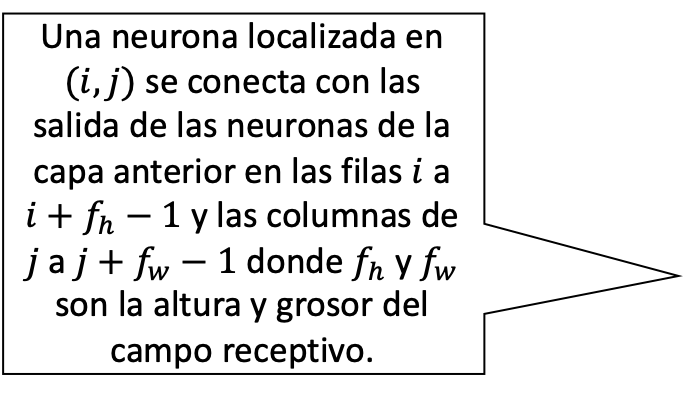 Una neurona localizada en
(i, j) se conecta con las
salida de las neuronas de la
capa anterior en las filas i a
i + f_h − 1 y las columnas de
j a j + f_w − 1 donde f_h y f_w
son la altura y grosor del
campo receptivo.